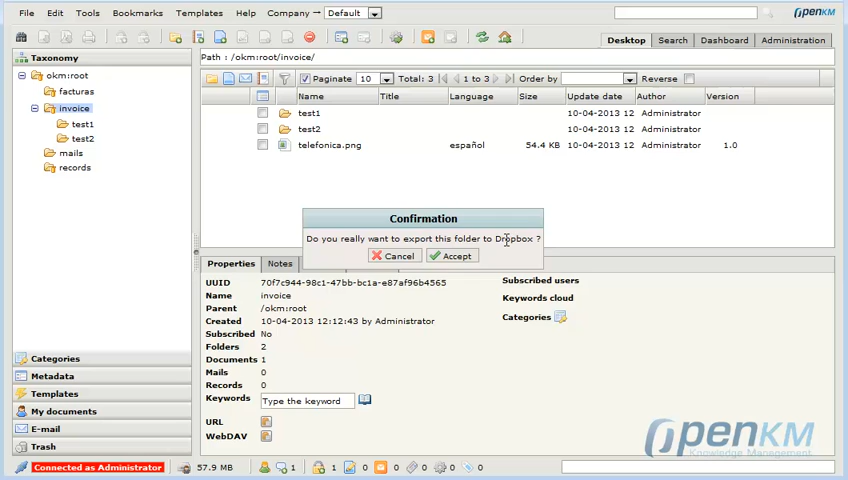 File Edit Tools Bookmarks Templates Help Company Default OPENKM
Desktop Search Dashboard Administration
Taxonomy
Path : /okm:root/invoice/
okm:root
facturas
invoice
test1
test2
mails
records
Paginate 10 Total: 3 1 to 3 Order by Reverse
Name Title Language Size Update date Author Version
test1 10-04-2013 12 Administrator
test2 10-04-2013 12 Administrator
telefonica.png español 54.4 KB 10-04-2013 12 Administrator 1.0
Confirmation
Do you really want to export this folder to Dropbox ?
Cancel Accept
Properties Notes
UUID 70f7c944-98c1-47bb-bc1a-e87af96b4565
Name invoice
Parent /okm:root
Created 10-04-2013 12:12:43 by Administrator
Subscribed No
Folders 2
Documents 1
Mails 0
Records 0
Keywords Type the keyword
URL
WebDAV
Subscribed users
Keywords cloud
Categories
Categories
Metadata
Templates
My documents
E-mail
Trash
OPENKM
Knowledge Management
Connected as Administrator 57.9 MB 1 1 0 0 0 0 0